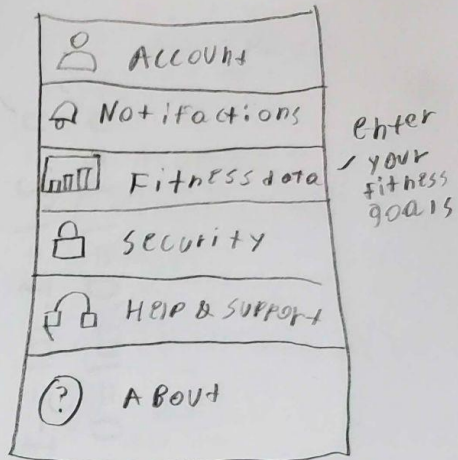 Account
Notifactions
Fitness data
enter
your
fitness
goals
security
Help & support
?
About